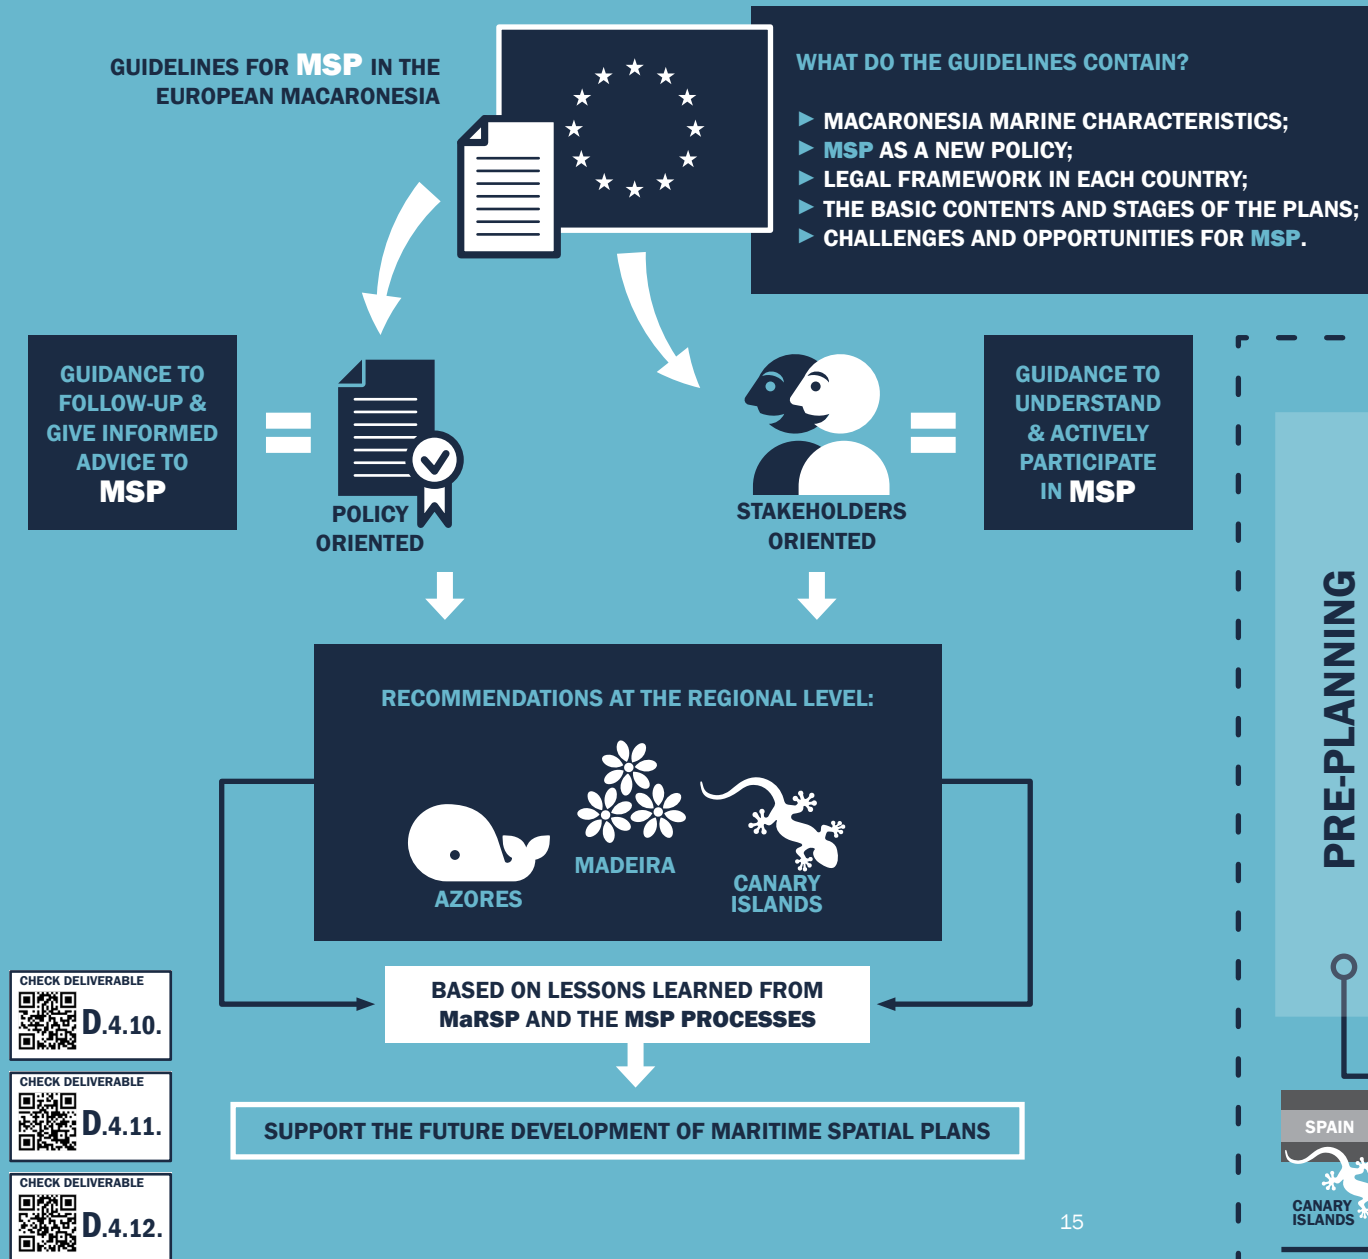 GUIDELINES FOR MSP IN THE
EUROPEAN MACARONESIA
WHAT DO THE GUIDELINES CONTAIN?
MACARONESIA MARINE CHARACTERISTICS;
MSP AS A NEW POLICY;
LEGAL FRAMEWORK IN EACH COUNTRY;
THE BASIC CONTENTS AND STAGES OF THE PLANS;
CHALLENGES AND OPPORTUNITIES FOR MSP.
GUIDANCE TO
FOLLOW-UP &
GIVE INFORMED
ADVICE TO
MSP
POLICY
ORIENTED
STAKEHOLDERS
ORIENTED
GUIDANCE TO
UNDERSTAND
& ACTIVELY
PARTICIPATE
IN MSP
RECOMMENDATIONS AT THE REGIONAL LEVEL:
AZORES
MADEIRA
CANARY
ISLANDS
BASED ON LESSONS LEARNED FROM
MaRSP AND THE MSP PROCESSES
SUPPORT THE FUTURE DEVELOPMENT OF MARITIME SPATIAL PLANS
CHECK DELIVERABLE
D.4.10.
CHECK DELIVERABLE
D.4.11.
CHECK DELIVERABLE
D.4.12.
15
PRE-PLANNING
SPAIN
CANARY
ISLANDS